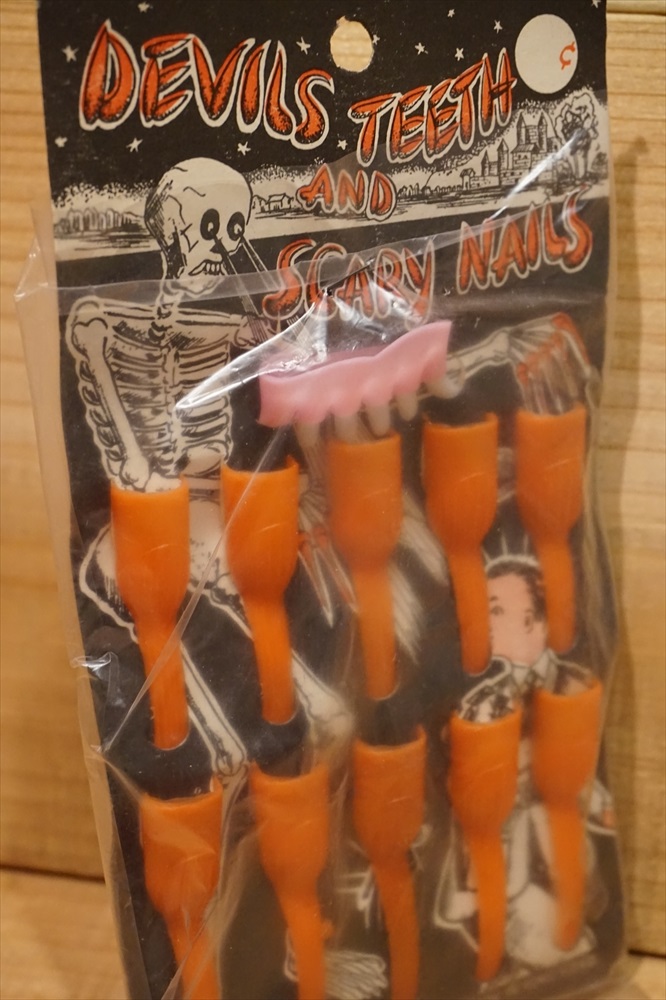 DEVILS TEETH
AND
SCARY NAILS
¢